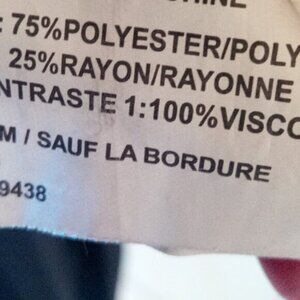 : 75%POLYESTER/POLY
25%RAYON/RAYONNE
NTRASTE 1:100%VISCO
M / SAUF LA BORDURE
9438